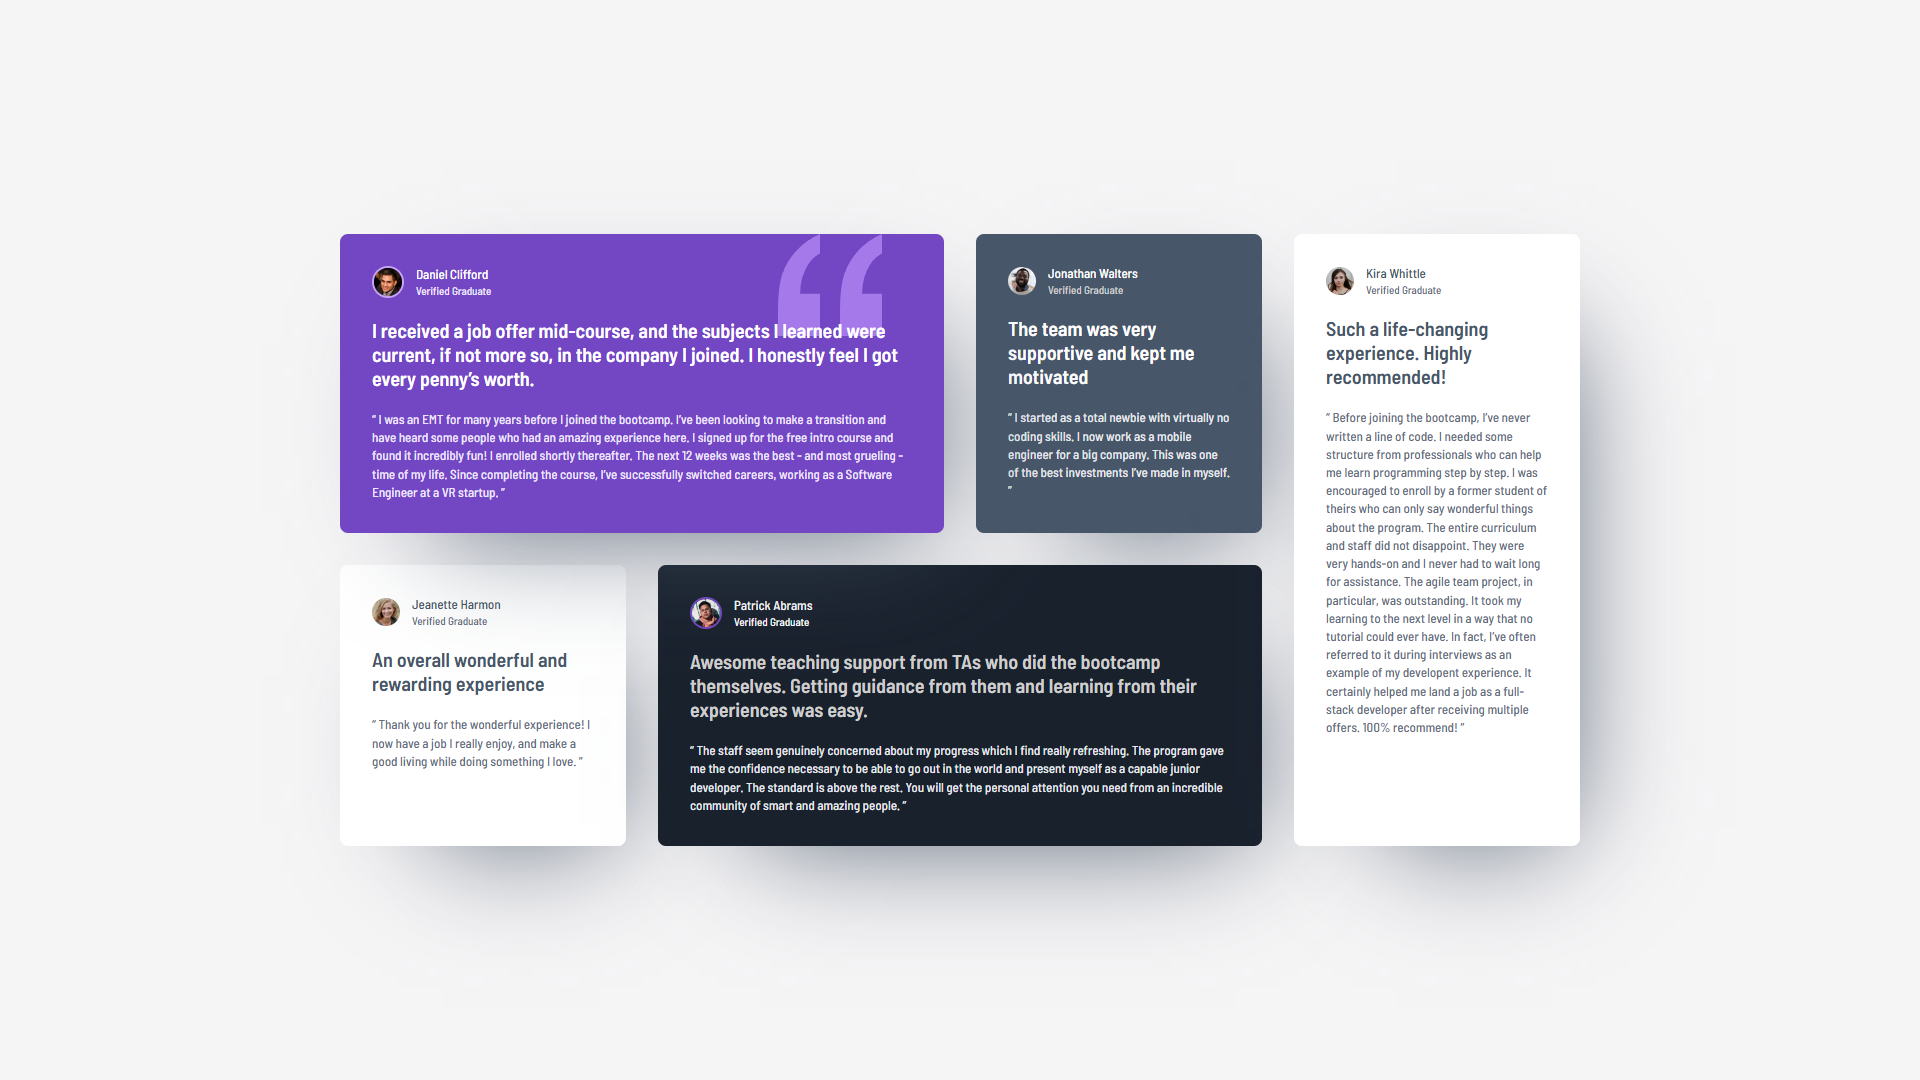 Daniel Clifford
Verified Graduate
I received a job offer mid-course, and the subjects I learned were
current, if not more so, in the company I joined. I honestly feel I got
every penny’s worth.
“ I was an EMT for many years before I joined the bootcamp. I’ve been looking to make a transition and
have heard some people who had an amazing experience here. I signed up for the free intro course and
found it incredibly fun! I enrolled shortly thereafter. The next 12 weeks was the best - and most grueling -
time of my life. Since completing the course, I’ve successfully switched careers, working as a Software
Engineer at a VR startup. ”
Jonathan Walters
Verified Graduate
The team was very
supportive and kept me
motivated
“ I started as a total newbie with virtually no
coding skills. I now work as a mobile
engineer for a big company. This was one
of the best investments I’ve made in myself.
”
Kira Whittle
Verified Graduate
Such a life-changing
experience. Highly
recommended!
“ Before joining the bootcamp, I’ve never
written a line of code. I needed some
structure from professionals who can help
me learn programming step by step. I was
encouraged to enroll by a former student of
theirs who can only say wonderful things
about the program. The entire curriculum
and staff did not disappoint. They were
very hands-on and I never had to wait long
for assistance. The agile team project, in
particular, was outstanding. It took my
learning to the next level in a way that no
tutorial could ever have. In fact, I’ve often
referred to it during interviews as an
example of my developent experience. It
certainly helped me land a job as a full-
stack developer after receiving multiple
offers. 100% recommend! ”
Jeanette Harmon
Verified Graduate
An overall wonderful and
rewarding experience
“ Thank you for the wonderful experience! I
now have a job I really enjoy, and make a
good living while doing something I love. ”
Patrick Abrams
Verified Graduate
Awesome teaching support from TAs who did the bootcamp
themselves. Getting guidance from them and learning from their
experiences was easy.
“ The staff seem genuinely concerned about my progress which I find really refreshing. The program gave
me the confidence necessary to be able to go out in the world and present myself as a capable junior
developer. The standard is above the rest. You will get the personal attention you need from an incredible
community of smart and amazing people. ”